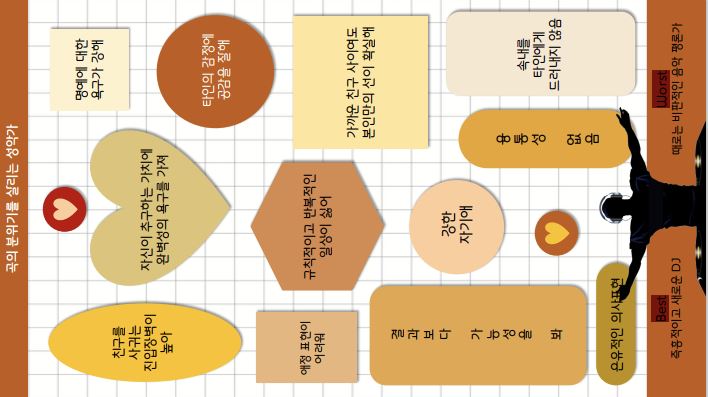 곡의 분위기를 살리는 성악가
친구를
사귀는
진입장벽이
높아
자신이 추구하는 가치에
완벽성의 욕구를 가져
명예에 대한
욕구가 강해
타인의 감정에
공감을 잘해
애정 표현이
어려워
규칙적이고 반복적인
일상이 싫어
가까운 친구 사이여도
본인만의 선이 확실해
결과보다 가능성을 봐
강한
자기애
융통성 없음
속내를
타인에게
드러내지 않음
은유적인 의사표현
Best
즉흥적이고 새로운 DJ
Worst
때로는 비판적인 음악 평론가